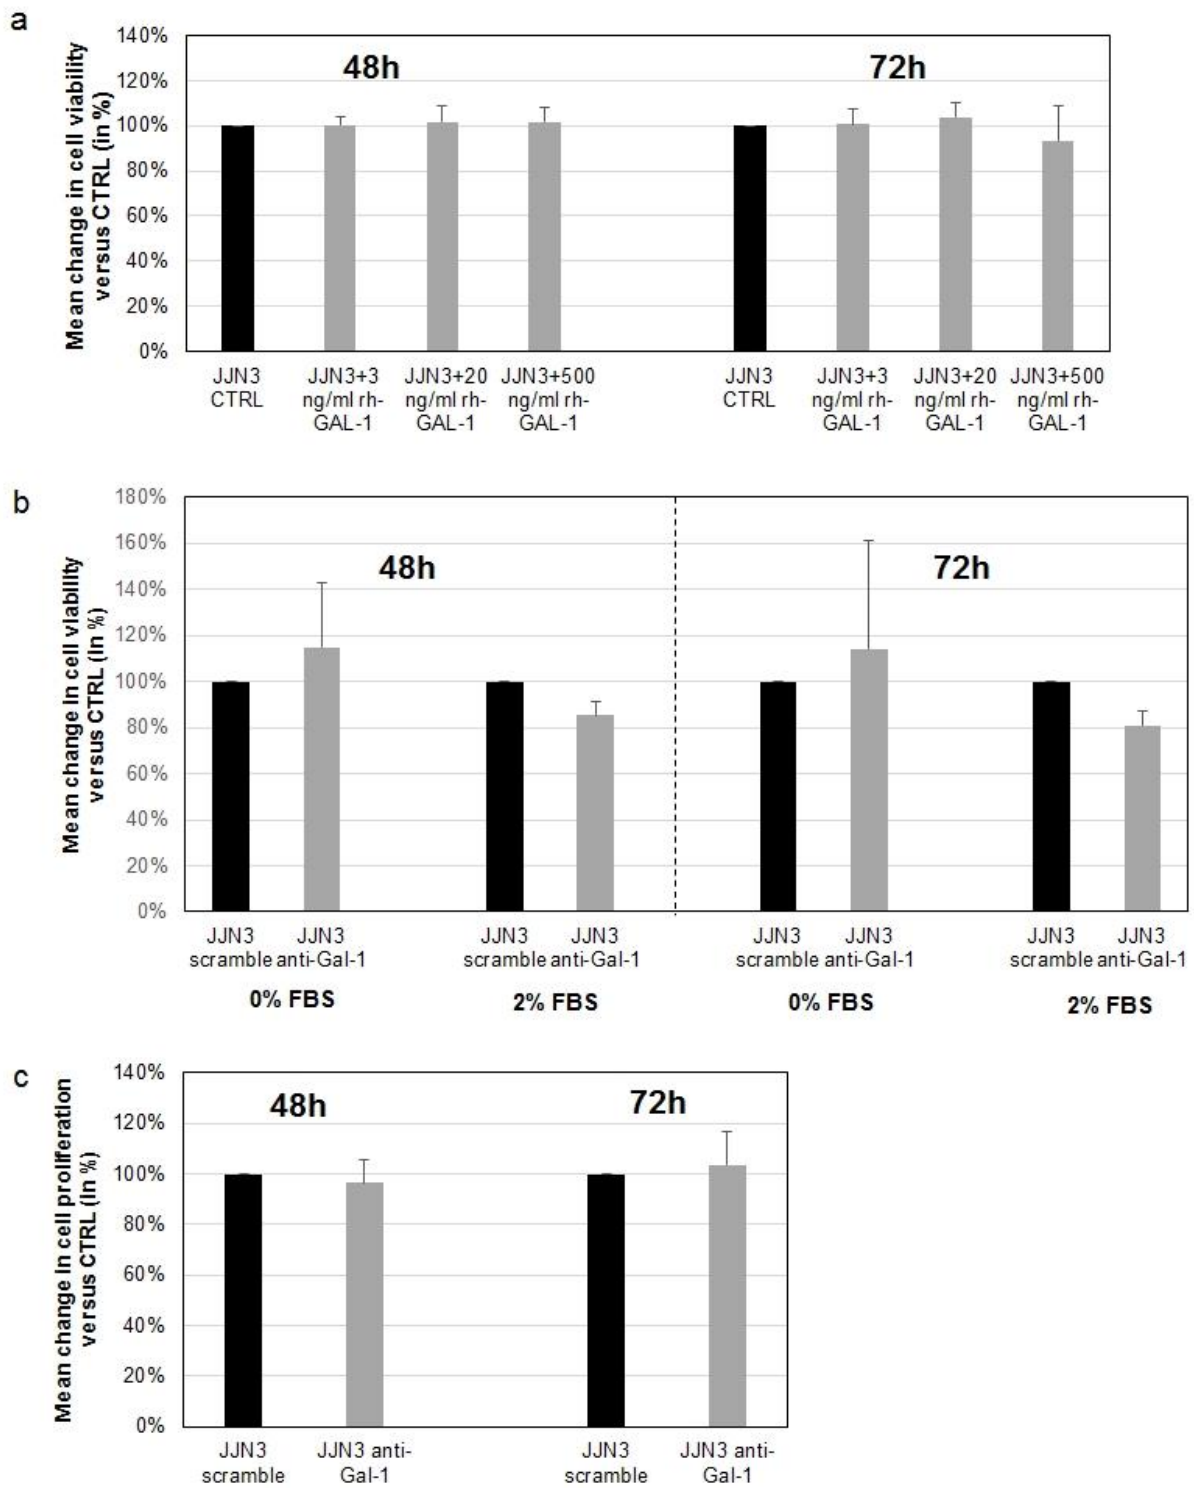 a
Mean change in cell viability
versus CTRL (in %)
140%
120%
100%
80%
60%
40%
20%
0%
48h
72h
JJN3
CTRL
JJN3+3
ng/ml rh-
GAL-1
JJN3+20
ng/ml rh-
GAL-1
JJN3+500
ng/ml rh-
GAL-1
JJN3
CTRL
JJN3+3
ng/ml rh-
GAL-1
JJN3+20
ng/ml rh-
GAL-1
JJN3+500
ng/ml rh-
GAL-1
b
Mean change in cell viability
versus CTRL (In %)
180%
160%
140%
120%
100%
80%
60%
40%
20%
0%
48h
72h
JJN3
scramble
JJN3
anti-Gal-1
JJN3
scramble
JJN3
anti-Gal-1
JJN3
scramble
JJN3
anti-Gal-1
JJN3
scramble
JJN3
anti-Gal-1
0% FBS
2% FBS
0% FBS
2% FBS
c
Mean change in cell proliferation
versus CTRL (In %)
140%
120%
100%
80%
60%
40%
20%
0%
48h
72h
JJN3
scramble
JJN3 anti-
Gal-1
JJN3
scramble
JJN3 anti-
Gal-1